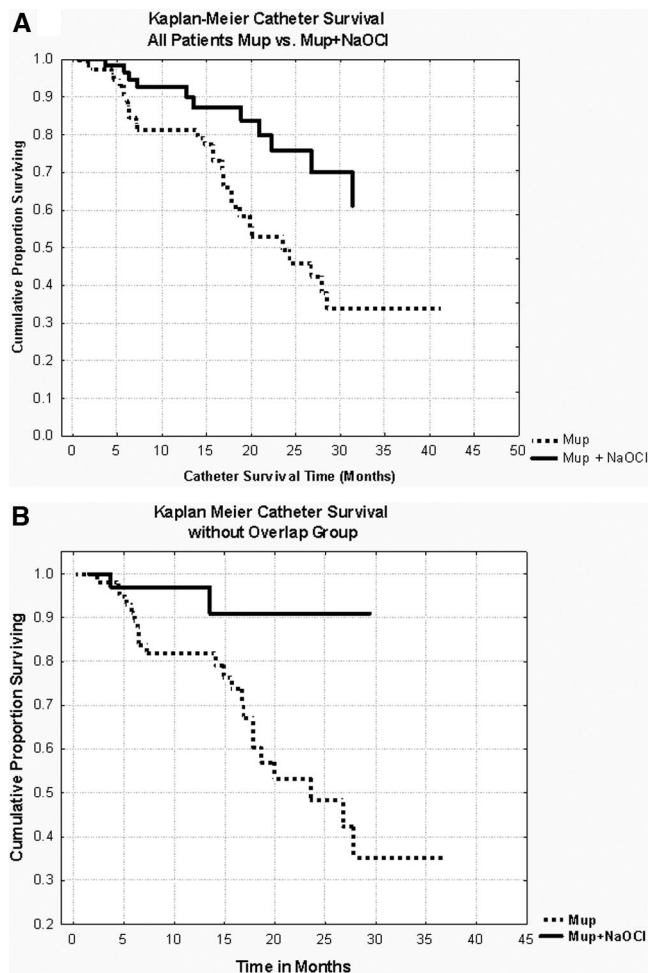 A
Kaplan-Meier Catheter Survival
All Patients Mup vs. Mup+NaOCl
Cumulative Proportion Surviving
1.0
0.9
0.8
0.7
0.6
0.5
0.4
0.3
0.2
0.1
0.0
0 5 10 15 20 25 30 35 40 45 50
Catheter Survival Time (Months)
Mup
Mup + NaOCl
B
Kaplan Meier Catheter Survival
without Overlap Group
Cumulative Proportion Surviving
1.0
0.9
0.8
0.7
0.6
0.5
0.4
0.3
0.2
0 5 10 15 20 25 30 35 40 45
Time in Months
Mup
Mup+NaOCl